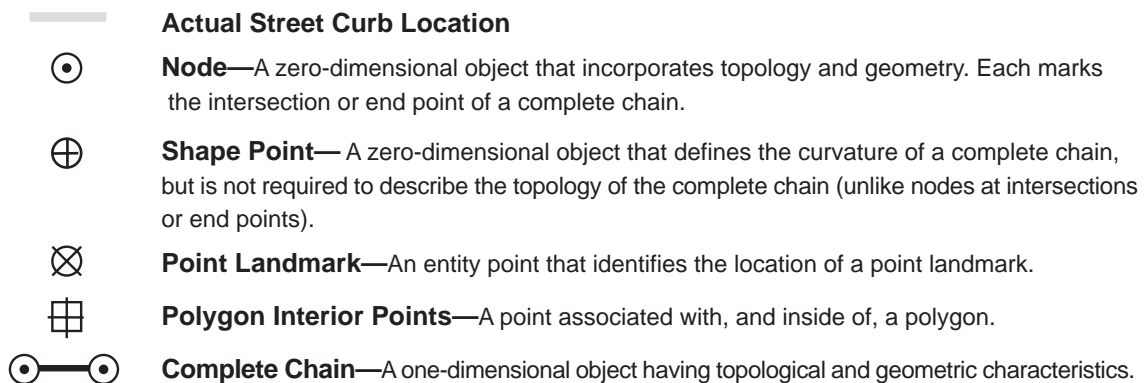 Actual Street Curb Location
Node—A zero-dimensional object that incorporates topology and geometry. Each marks
the intersection or end point of a complete chain.
Shape Point— A zero-dimensional object that defines the curvature of a complete chain,
but is not required to describe the topology of the complete chain (unlike nodes at intersections
or end points).
Point Landmark—An entity point that identifies the location of a point landmark.
Polygon Interior Points—A point associated with, and inside of, a polygon.
Complete Chain—A one-dimensional object having topological and geometric characteristics.